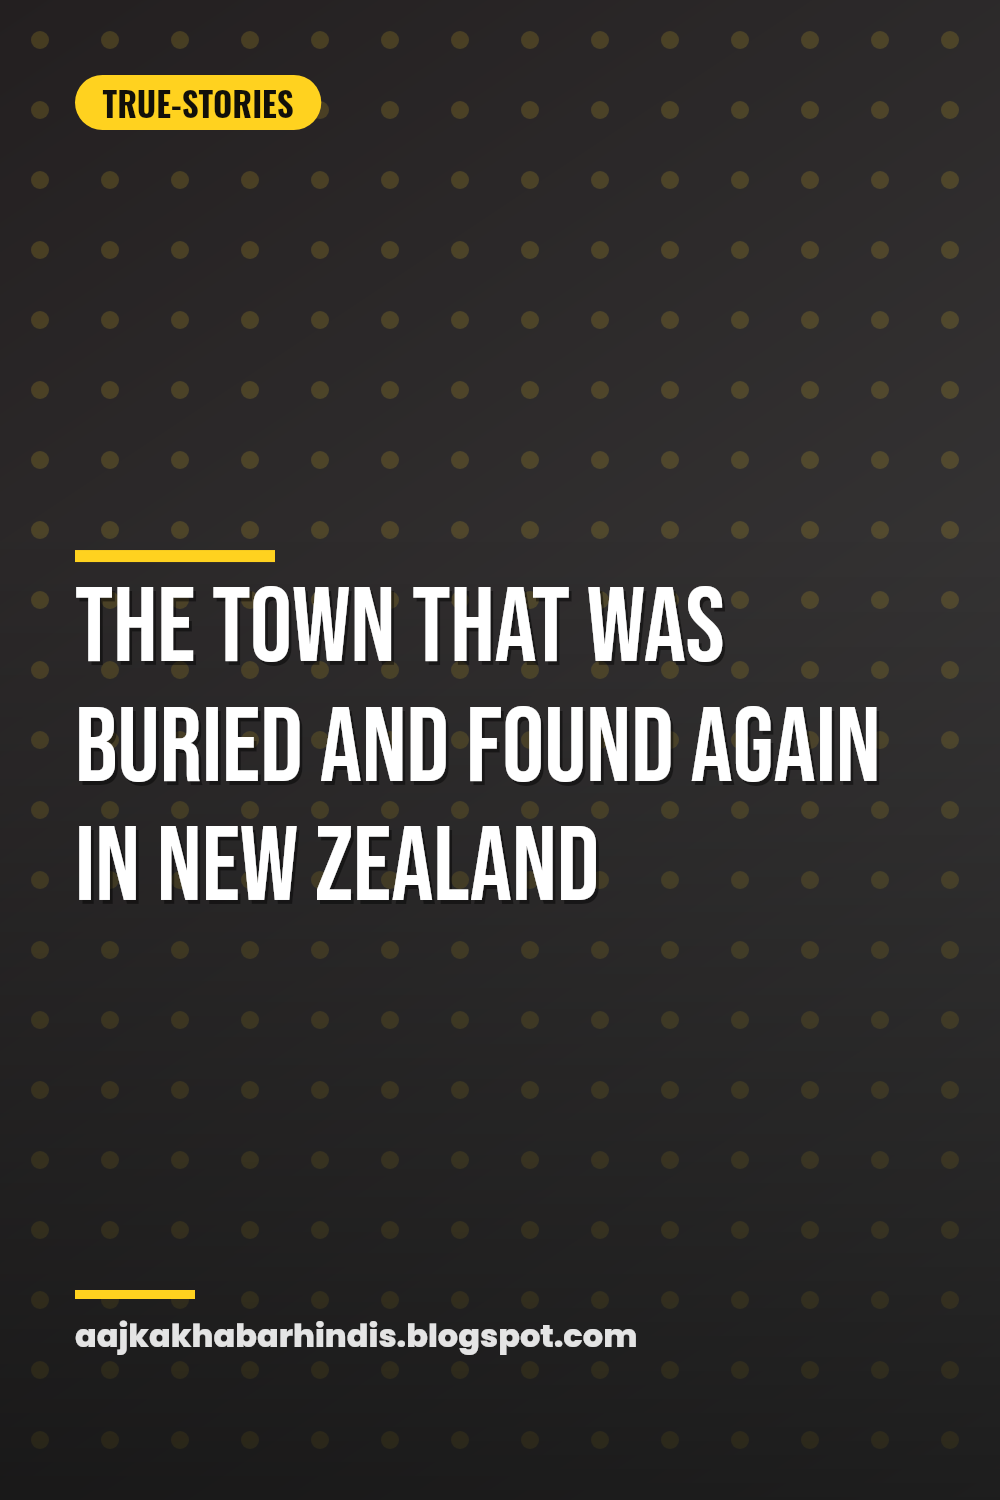 TRUE-STORIES
THE TOWN THAT WAS
BURIED AND FOUND AGAIN
IN NEW ZEALAND
aajkakhabarhindis.blogspot.com